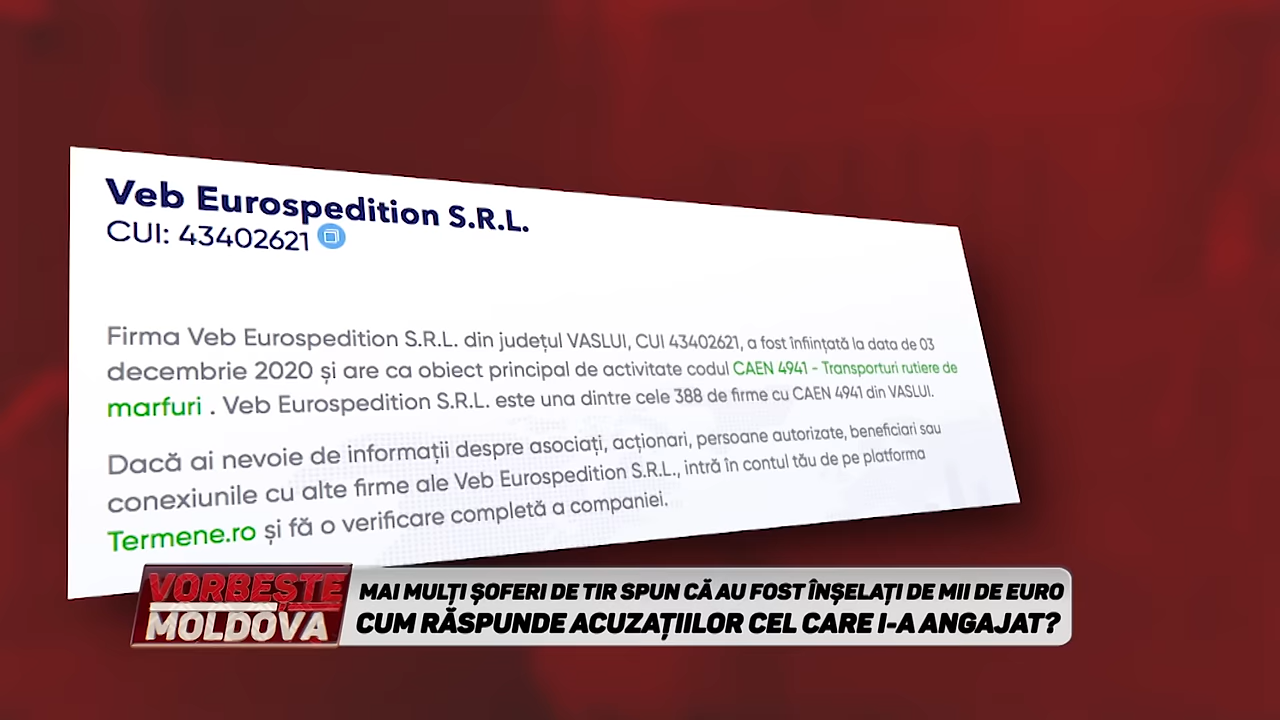 Veb Eurospedition S.R.L.
CUI: 43402621
Firma Veb Eurospedition S.R.L. din județul VASLUI, CUI 43402621, a fost înființată la data de 03
decembrie 2020 și are ca obiect principal de activitate codul CAEN 4941 - Transporturi rutiere de
marfuri . Veb Eurospedition S.R.L. este una dintre cele 388 de firme cu CAEN 4941 din VASLUI.
Dacă ai nevoie de informații despre asociați, acționari, persoane autorizate, beneficiari sau
conexiunile cu alte firme ale Veb Eurospedition S.R.L., intră în contul tău de pe platforma
Termene.ro și fă o verificare completă a companiei.
VORBEȘTE
MOLDOVA
MAI MULȚI ȘOFERI DE TIR SPUN CĂ AU FOST ÎNȘELAȚI DE MII DE EURO
CUM RĂSPUNDE ACUZAȚIILOR CEL CARE I-A ANGAJAT?